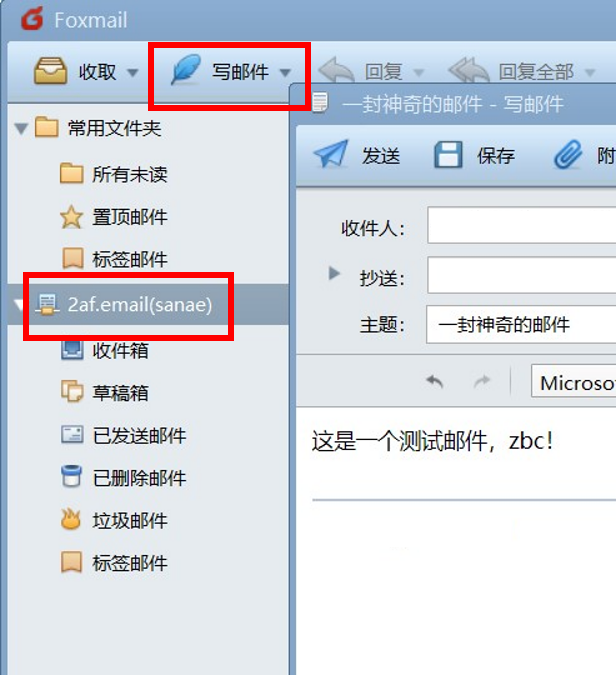 Foxmail
收取 写邮件 回复 回复全部
一封神奇的邮件 - 写邮件
常用文件夹
所有未读
置顶邮件
标签邮件
2af.email(sanae)
收件箱
草稿箱
已发送邮件
已删除邮件
垃圾邮件
标签邮件
发送 保存 附
收件人：
抄送：
主题： 一封神奇的邮件
Microso
这是一个测试邮件，zbc！